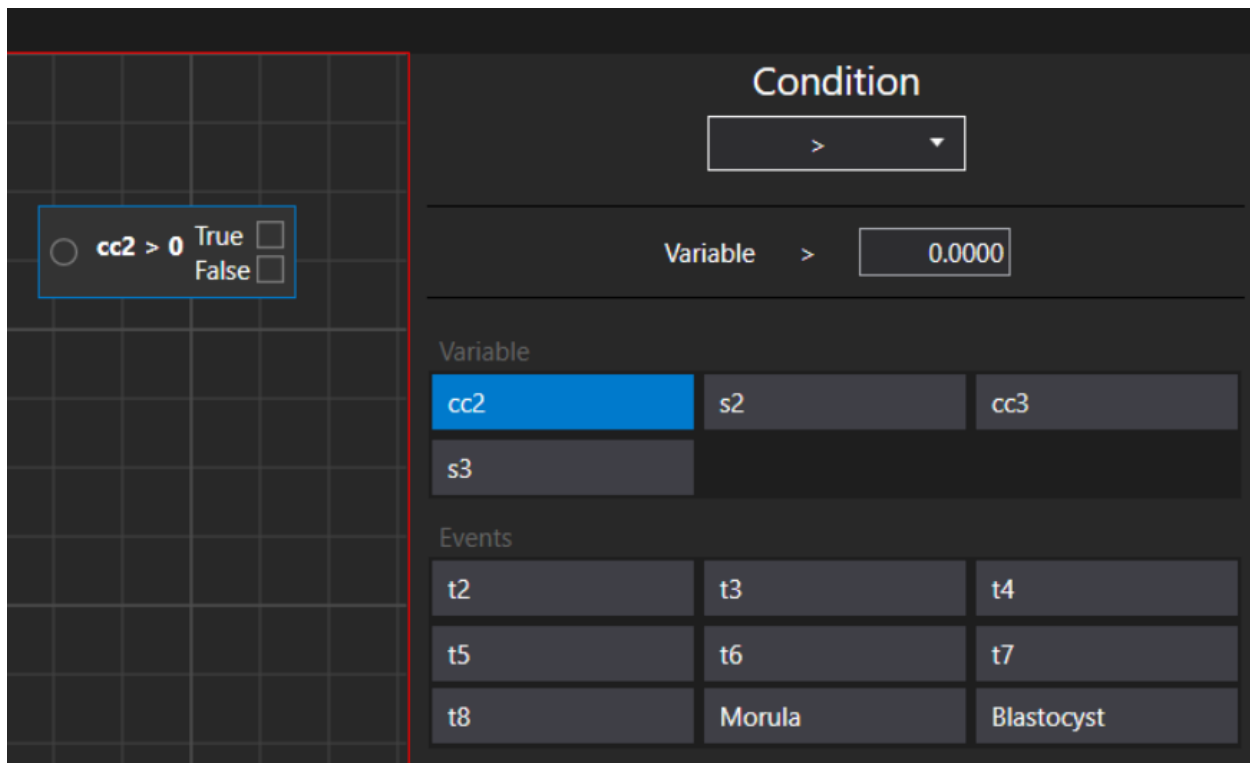 Condition
>
cc2 > 0 True
False
Variable > 0.0000
Variable
cc2 s2 cc3
s3
Events
t2 t3 t4
t5 t6 t7
t8 Morula Blastocyst